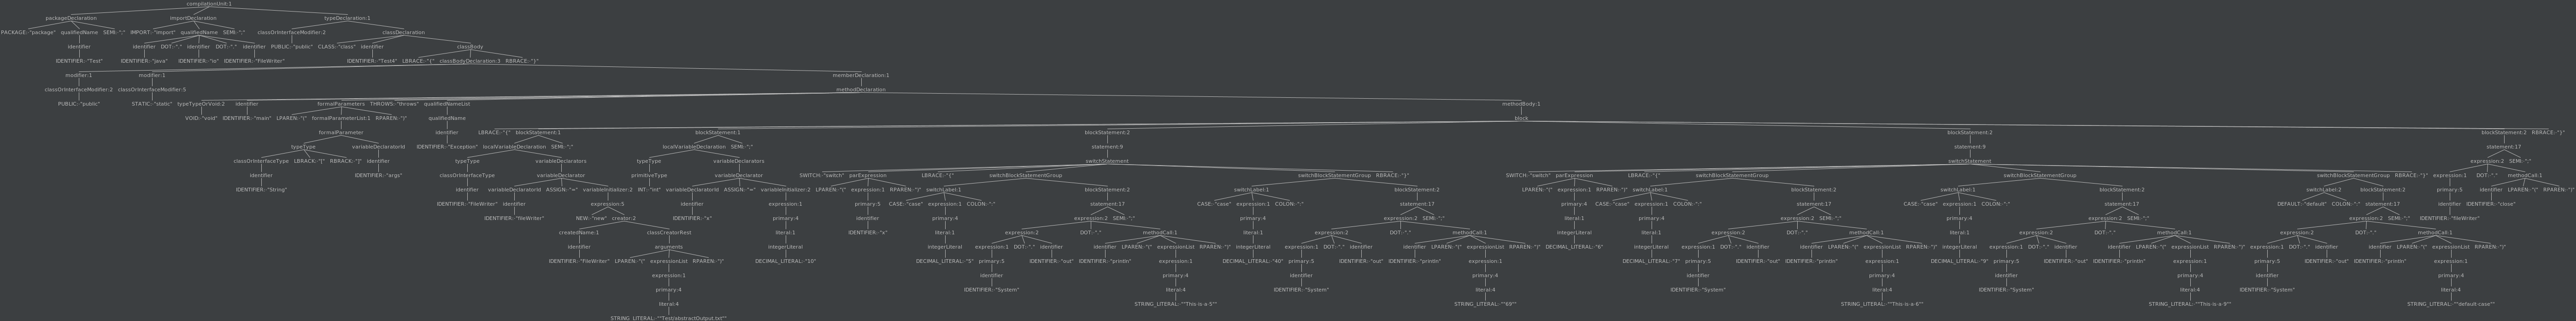 compilationUnit:1
packageDeclaration importDeclaration typeDeclaration:1
PACKAGE:-"package" qualifiedName SEMI:-";" IMPORT:-"import" qualifiedName SEMI:-";" classOrInterfaceModifier:2 classDeclaration
identifier identifier DOT:-"." identifier DOT:-"." identifier PUBLIC:-"public" CLASS:-"class" identifier classBody
IDENTIFIER:-"Test" IDENTIFIER:-"java" IDENTIFIER:-"io" IDENTIFIER:-"FileWriter" IDENTIFIER:-"Test4" LBRACE:-"{" classBodyDeclaration:3 RBRACE:-"}"
modifier:1 modifier:1 memberDeclaration:1
classOrInterfaceModifier:2 classOrInterfaceModifier:5 methodDeclaration
PUBLIC:-"public" STATIC:-"static" typeTypeOrVoid:2 identifier formalParameters THROWS:-"throws" qualifiedNameList methodBody:1
VOID:-"void" IDENTIFIER:-"main" LPAREN:-"(" formalParameterList:1 RPAREN:-")" qualifiedName block
formalParameter identifier LBRACE:-"{" blockStatement:1 blockStatement:1 blockStatement:2 blockStatement:2 blockStatement:2 RBRACE:-"}"
typeType variableDeclaratorId IDENTIFIER:-"Exception" localVariableDeclaration SEMI:-";" localVariableDeclaration SEMI:-";" statement:9 statement:9 statement:17
classOrInterfaceType LBRACK:-"[" RBRACK:-"]" identifier typeType variableDeclarators typeType variableDeclarators switchStatement switchStatement expression:2 SEMI:-";"
identifier IDENTIFIER:-"args" classOrInterfaceType variableDeclarator primitiveType variableDeclarator SWITCH:-"switch" parExpression LBRACE:-"{" switchBlockStatementGroup switchBlockStatementGroup RBRACE:-"}" SWITCH:-"switch" parExpression LBRACE:-"{" switchBlockStatementGroup switchBlockStatementGroup switchBlockStatementGroup RBRACE:-"}" expression:1 DOT:-"." methodCall:1
IDENTIFIER:-"String" identifier variableDeclaratorId ASSIGN:-"=" variableInitializer:2 INT:-"int" variableDeclaratorId ASSIGN:-"=" variableInitializer:2 LPAREN:-"(" expression:1 RPAREN:-")" switchLabel:1 blockStatement:2 switchLabel:1 blockStatement:2 LPAREN:-"(" expression:1 RPAREN:-")" switchLabel:1 blockStatement:2 switchLabel:1 blockStatement:2 switchLabel:2 blockStatement:2 primary:5 identifier LPAREN:-"(" RPAREN:-")"
IDENTIFIER:-"FileWriter" identifier expression:5 identifier expression:1 primary:5 CASE:-"case" expression:1 COLON:-":" statement:17 CASE:-"case" expression:1 COLON:-":" statement:17 primary:4 CASE:-"case" expression:1 COLON:-":" statement:17 CASE:-"case" expression:1 COLON:-":" statement:17 DEFAULT:-"default" COLON:-":" statement:17 identifier IDENTIFIER:-"close"
IDENTIFIER:-"fileWriter" NEW:-"new" creator:2 IDENTIFIER:-"x" primary:4 identifier primary:4 expression:2 SEMI:-";" primary:4 expression:2 SEMI:-";" literal:1 primary:4 expression:2 SEMI:-";" primary:4 expression:2 SEMI:-";" expression:2 SEMI:-";" IDENTIFIER:-"fileWriter"
createdName:1 classCreatorRest literal:1 IDENTIFIER:-"x" literal:1 expression:2 DOT:-"." methodCall:1 literal:1 expression:2 DOT:-"." methodCall:1 integerLiteral literal:1 expression:2 DOT:-"." methodCall:1 literal:1 expression:2 DOT:-"." methodCall:1 expression:2 DOT:-"." methodCall:1
identifier arguments integerLiteral integerLiteral expression:1 DOT:-"." identifier identifier LPAREN:-"(" expressionList RPAREN:-")" integerLiteral expression:1 DOT:-"." identifier identifier LPAREN:-"(" expressionList RPAREN:-")" DECIMAL_LITERAL:-"6" integerLiteral expression:1 DOT:-"." identifier identifier LPAREN:-"(" expressionList RPAREN:-")" integerLiteral expression:1 DOT:-"." identifier identifier LPAREN:-"(" expressionList RPAREN:-")" expression:1 DOT:-"." identifier identifier LPAREN:-"(" expressionList RPAREN:-")"
IDENTIFIER:-"FileWriter" LPAREN:-"(" expressionList RPAREN:-")" DECIMAL_LITERAL:-"10" DECIMAL_LITERAL:-"5" primary:5 IDENTIFIER:-"out" IDENTIFIER:-"println" expression:1 DECIMAL_LITERAL:-"40" primary:5 IDENTIFIER:-"out" IDENTIFIER:-"println" expression:1 DECIMAL_LITERAL:-"7" primary:5 IDENTIFIER:-"out" IDENTIFIER:-"println" expression:1 DECIMAL_LITERAL:-"9" primary:5 IDENTIFIER:-"out" IDENTIFIER:-"println" expression:1 primary:5 IDENTIFIER:-"out" IDENTIFIER:-"println" expression:1
expression:1 identifier primary:4 identifier primary:4 identifier primary:4 identifier primary:4 identifier primary:4
primary:4 IDENTIFIER:-"System" literal:4 IDENTIFIER:-"System" literal:4 IDENTIFIER:-"System" literal:4 IDENTIFIER:-"System" literal:4 IDENTIFIER:-"System" literal:4
literal:4 STRING_LITERAL:-""This-is-a-5"" STRING_LITERAL:-""69"" STRING_LITERAL:-""This-is-a-6"" STRING_LITERAL:-""This-is-a-9"" STRING_LITERAL:-""default-case""
STRING_LITERAL:-""Test/abstractOutput.txt""